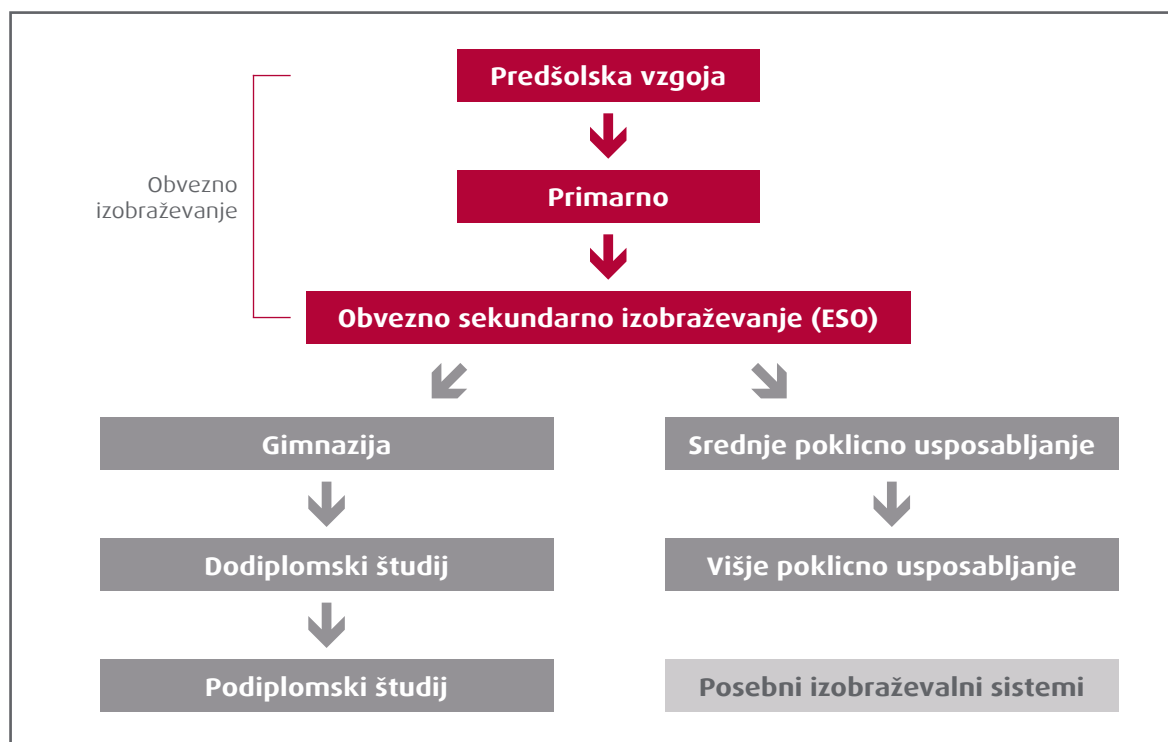 Predšolska vzgoja
Obvezno
izobraževanje
Primarno
Obvezno sekundarno izobraževanje (ESO)
Gimnazija
Srednje poklicno usposabljanje
Dodiplomski študij
Višje poklicno usposabljanje
Podiplomski študij
Posebni izobraževalni sistemi